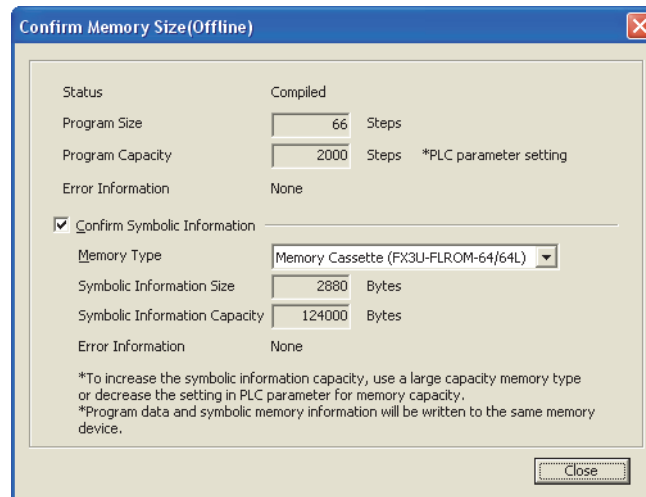 Confirm Memory Size(Offline)
Status Compiled
Program Size 66 Steps
Program Capacity 2000 Steps *PLC parameter setting
Error Information None
Confirm Symbolic Information
Memory Type Memory Cassette (FX3U-FLROM-64/64L)
Symbolic Information Size 2880 Bytes
Symbolic Information Capacity 124000 Bytes
Error Information None
*To increase the symbolic information capacity, use a large capacity memory type
or decrease the setting in PLC parameter for memory capacity.
*Program data and symbolic memory information will be written to the same memory
device.
Close